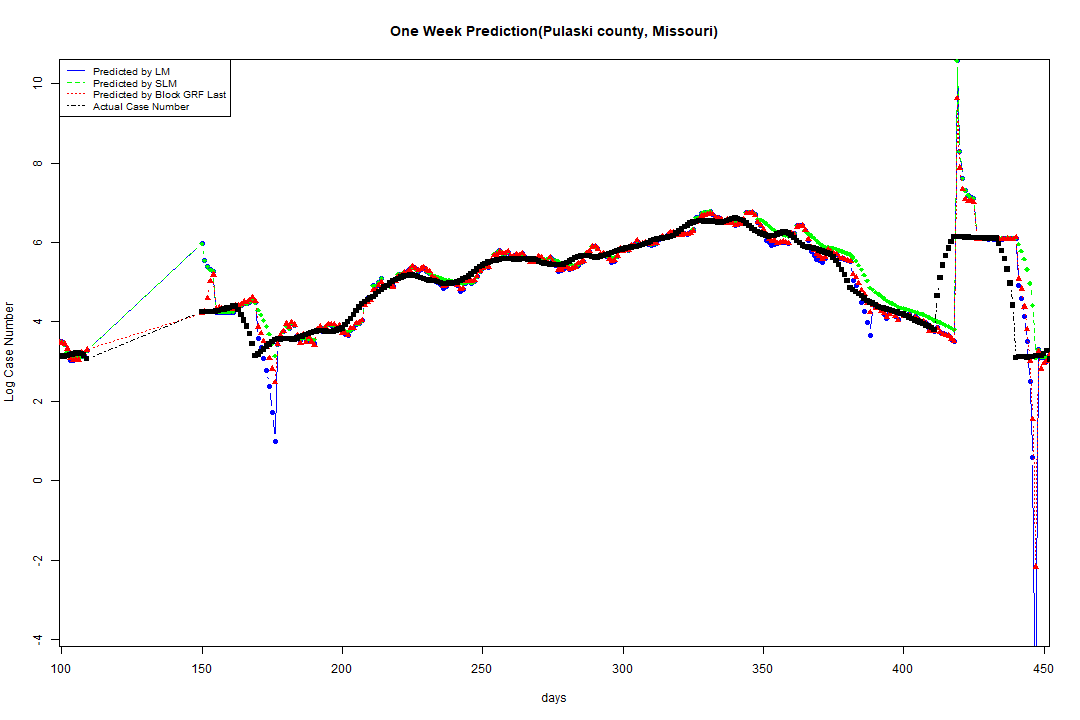 One Week Prediction(Pulaski county, Missouri)
Predicted by LM
Predicted by SLM
Predicted by Block GRF Last
Actual Case Number
Log Case Number
10
8
6
4
2
0
-2
-4
100 150 200 250 300 350 400 450
days